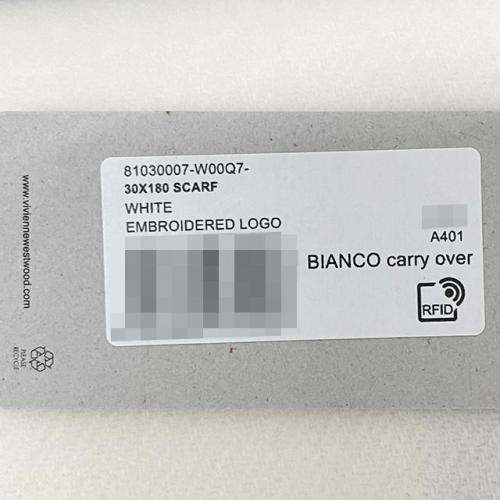 81030007-W00Q7-
30X180 SCARF
WHITE
EMBROIDERED LOGO
A401
BIANCO carry over
RFID
www.viviennewestwood.com
PLEASE
RECYCLE